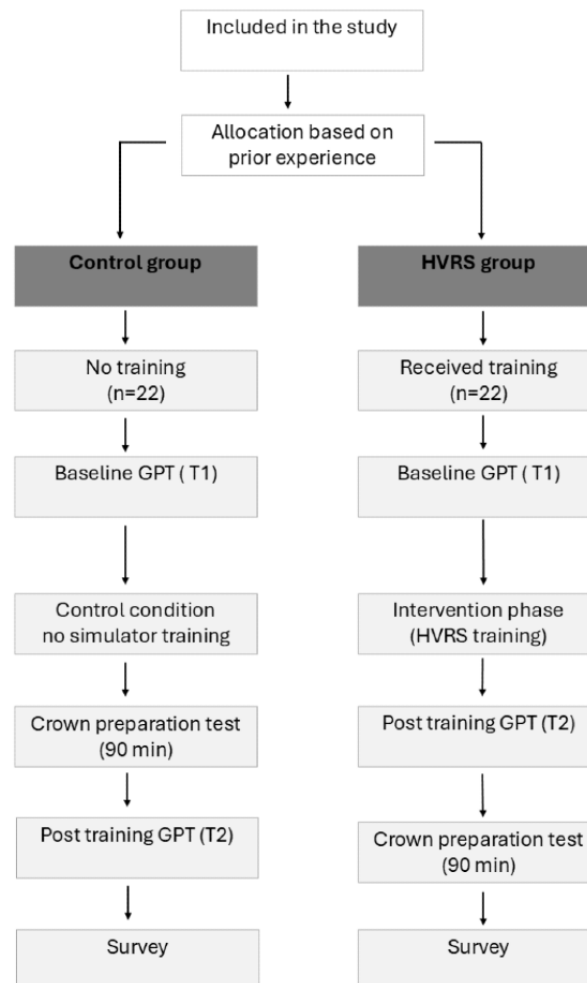 Included in the study
Allocation based on
prior experience
Control group
HVRS group
No training
(n=22)
Received training
(n=22)
Baseline GPT ( T1)
Baseline GPT ( T1)
Control condition
no simulator training
Intervention phase
(HVRS training)
Crown preparation test
(90 min)
Post training GPT (T2)
Post training GPT (T2)
Crown preparation test
(90 min)
Survey
Survey